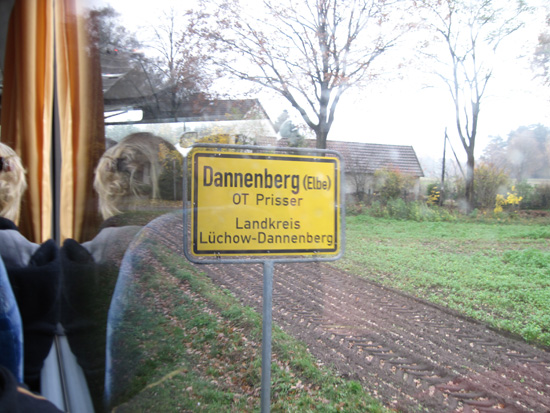 Dannenberg (Elbe)
OT Prisser
Landkreis
Lüchow-Dannenberg